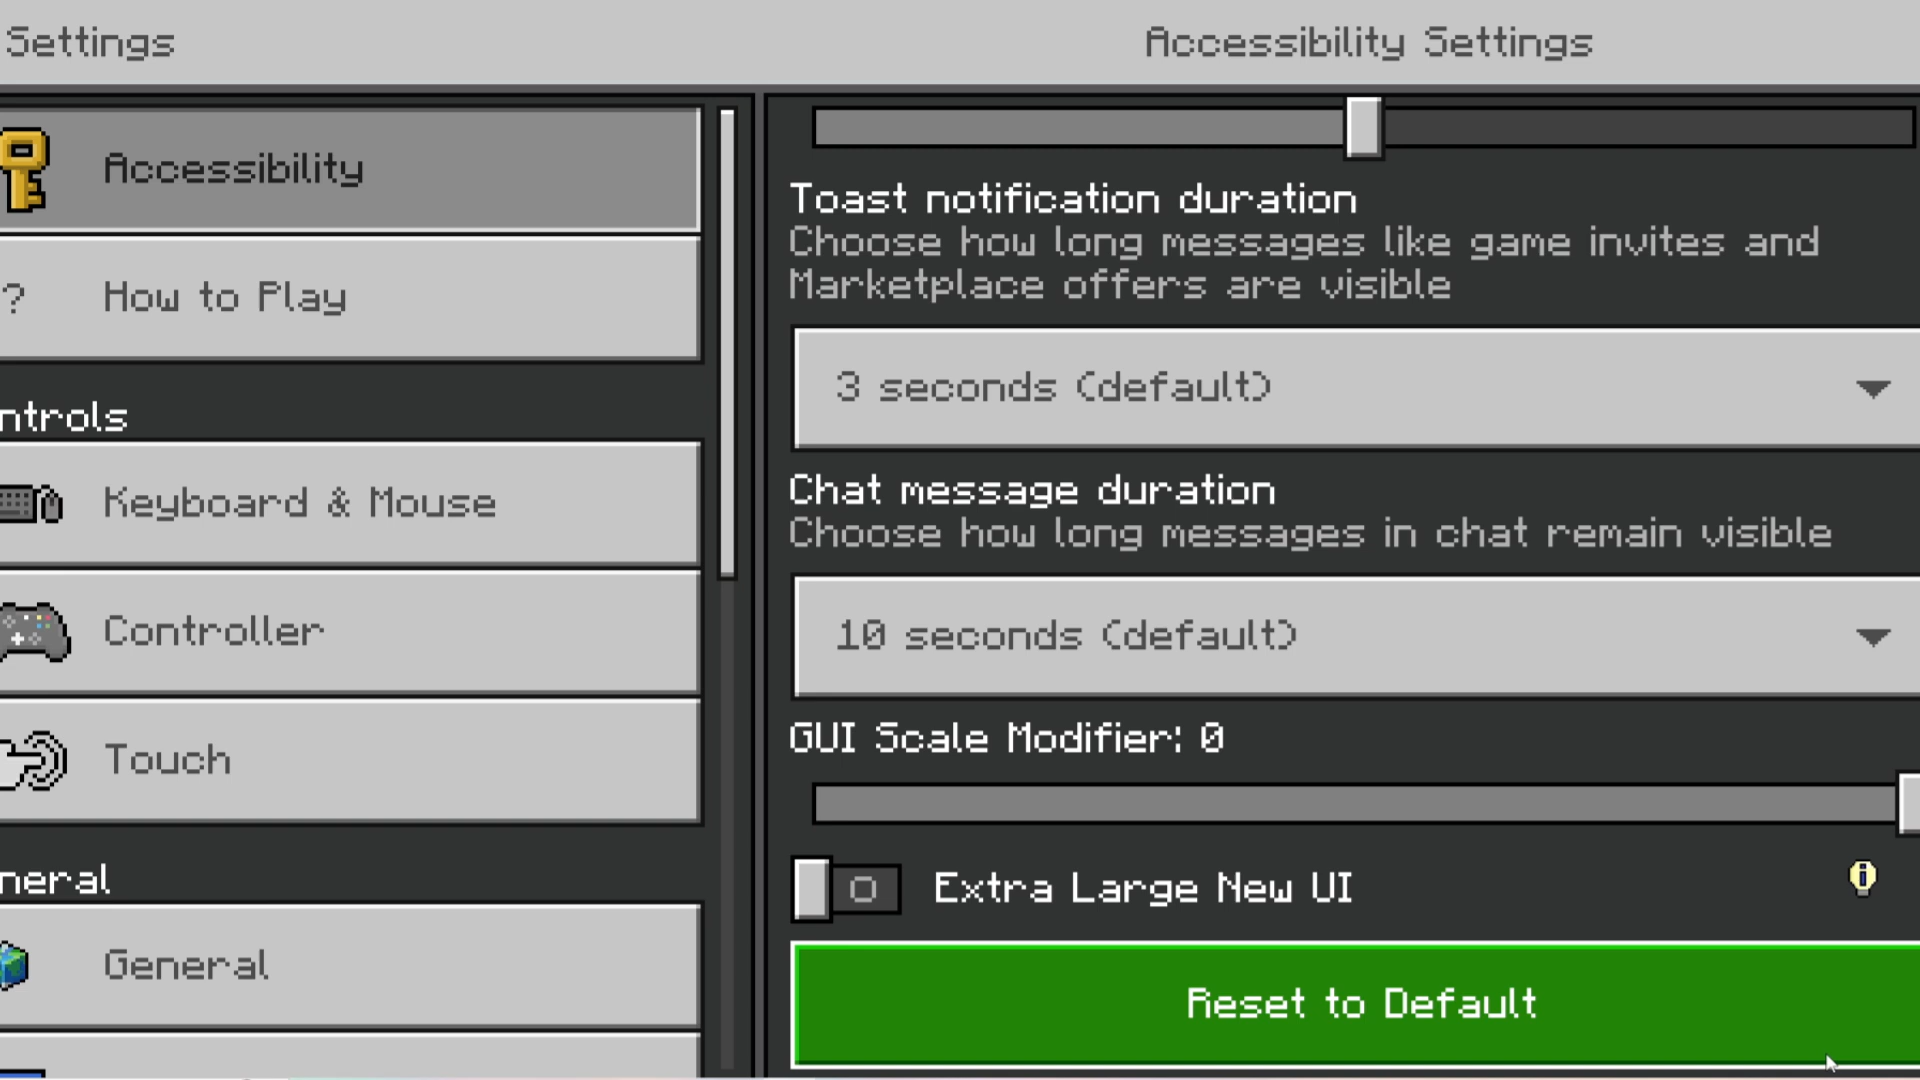 Settings
Accessibility Settings
Accessibility
? How to Play
ntrols
Keyboard & Mouse
Controller
Touch
neral
General
Toast notification duration
Choose how long messages like game invites and
Marketplace offers are visible
3 seconds (default)
Chat message duration
Choose how long messages in chat remain visible
10 seconds (default)
GUI Scale Modifier: 0
Extra Large New UI
Reset to Default